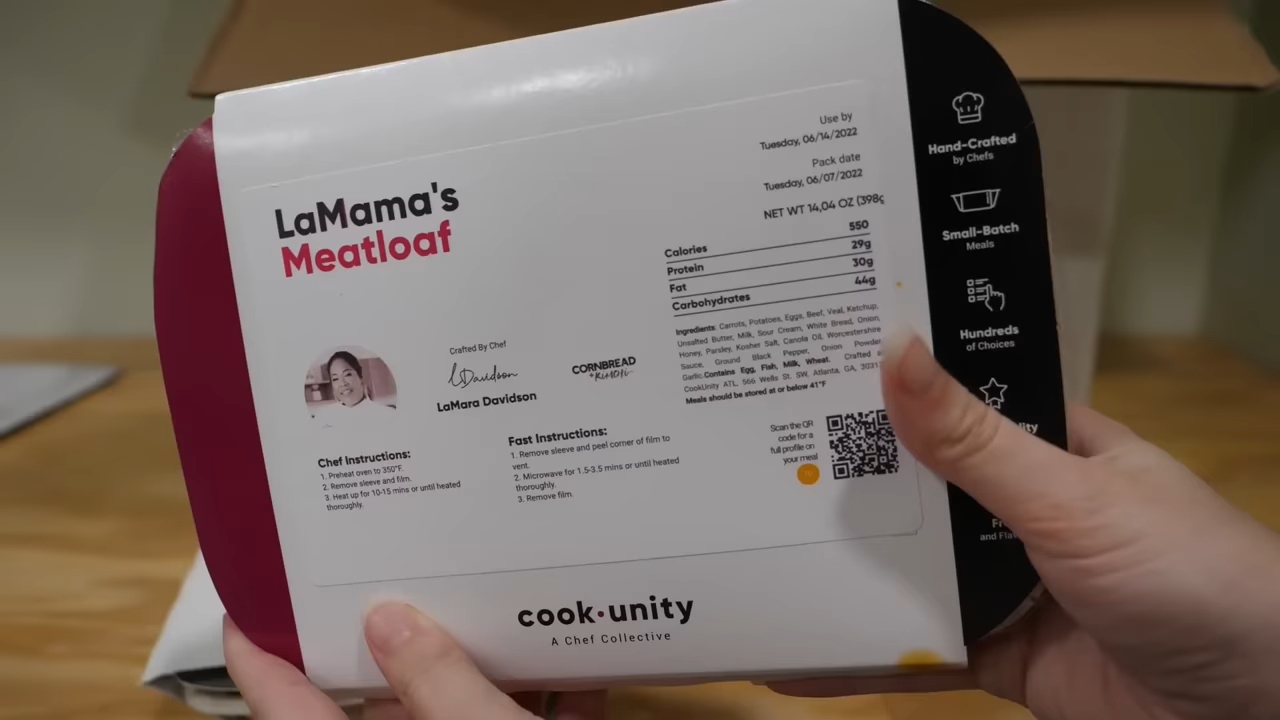 LaMama's
Meatloaf
Use by
Tuesday, 06/14/2022
Pack date
Tuesday, 06/07/2022
NET WT 14,04 OZ (398g
Calories 550
Protein 29g
Fat 30g
Carbohydrates 44g
Ingredients: Carrots, Potatoes, Eggs, Beef, Veal, Ketchup,
Unsalted Butter, Milk, Sour Cream, White Bread, Onion,
Honey, Parsley, Kosher Salt, Canola Oil, Worcestershire
Sauce, Ground Black Pepper, Onion Powder,
Garlic. Contains Egg, Fish, Milk, Wheat. Crafted
CookUnity ATL, 566 Wells St. SW, Atlanta, GA,
Meals should be stored at or below 41°F
Crafted By Chef
LDavidson
LaMara Davidson
CORNBREAD
+KIMCHI
Chef Instructions:
1. Preheat oven to 350°F.
2. Remove sleeve and film.
3. Heat up for 10-15 mins or until heated
thoroughly.
Fast Instructions:
1. Remove sleeve and peel corner of film to
vent.
2. Microwave for 1.5-3.5 mins or until heated
thoroughly.
3. Remove film.
Scan the QR
code for a
full profile on
your meal
cook·unity
A Chef Collective
Hand-Crafted
by Chefs
Small-Batch
Meals
Hundreds
of Choices
lity
Fr
and Fla